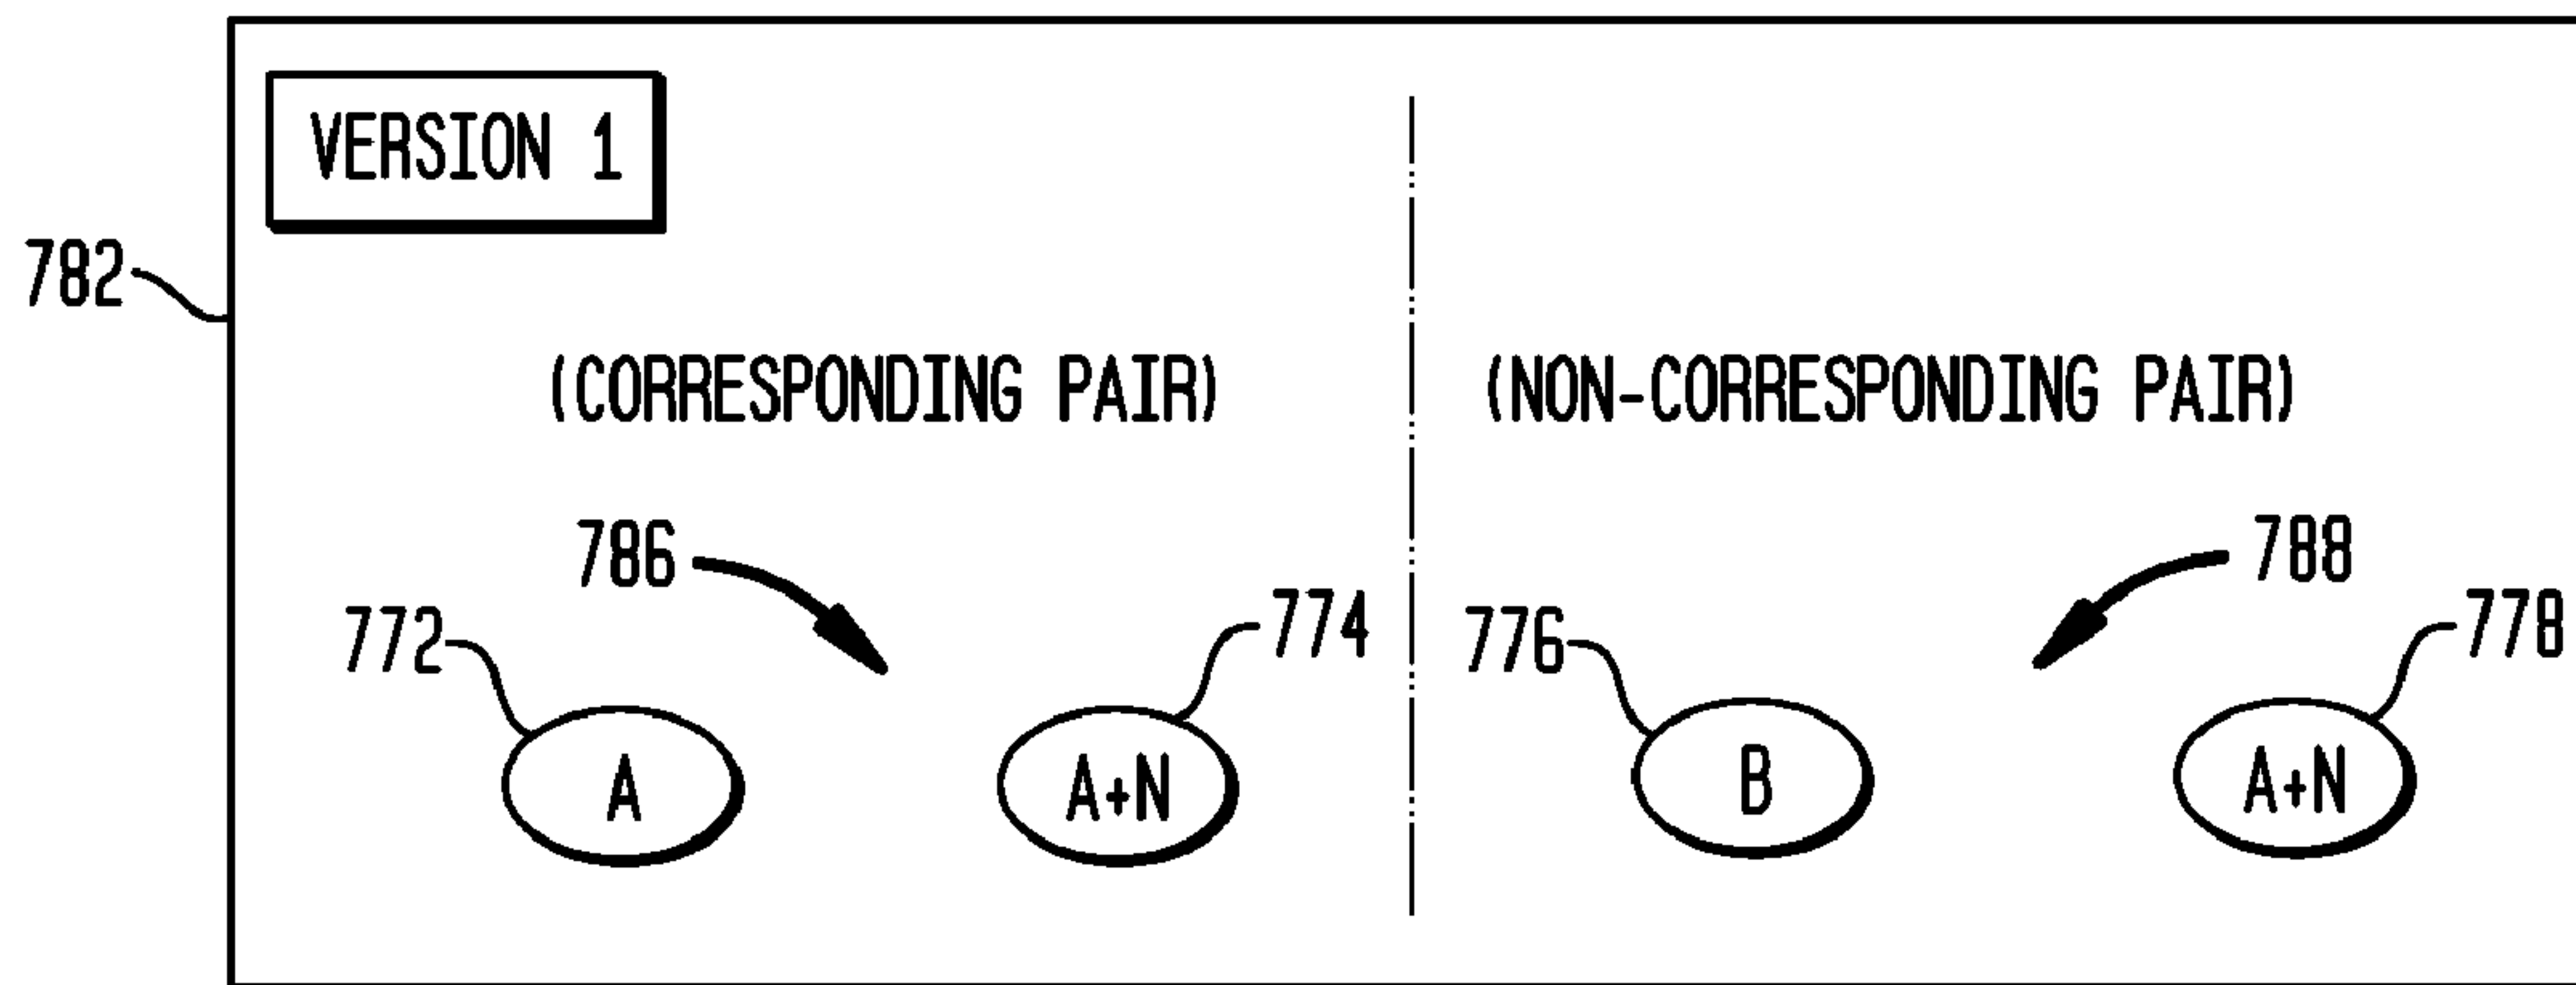 VERSION 1
782
(CORRESPONDING PAIR)
(NON-CORRESPONDING PAIR)
786
788
772
774
776
778
A
A+N
B
A+N